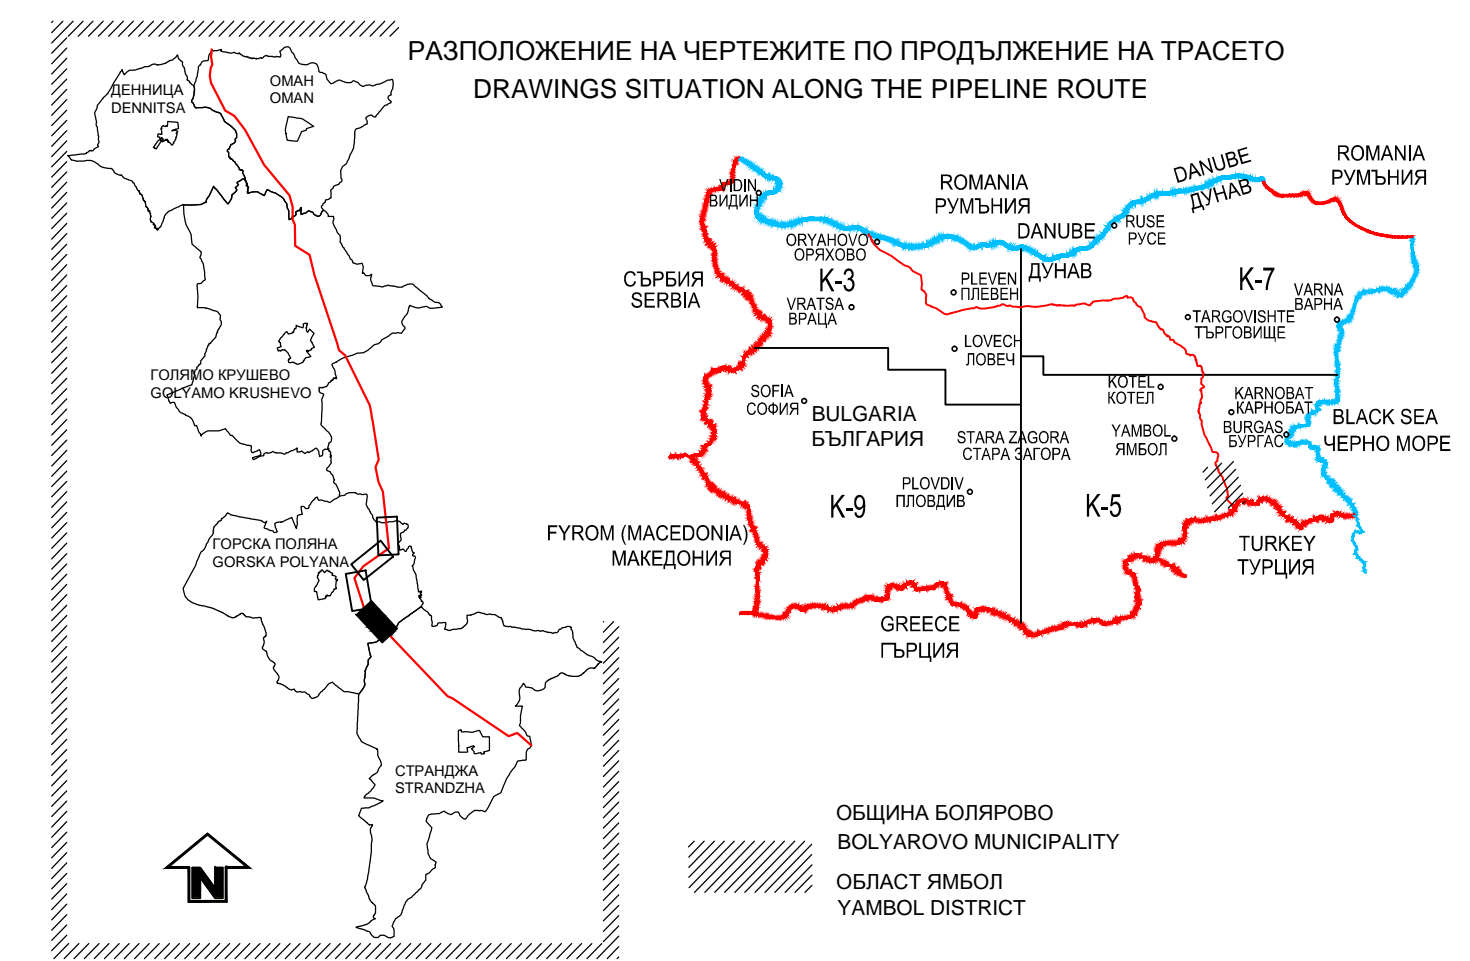 РАЗПОЛОЖЕНИЕ НА ЧЕРТЕЖИТЕ ПО ПРОДЪЛЖЕНИЕ НА ТРАСЕТО
DRAWINGS SITUATION ALONG THE PIPELINE ROUTE
ДЕННИЦА
DENNITSA
ОМАН
OMAN
ГОЛЯМО КРУШЕВО
GOLYAMO KRUSHEVO
ГОРСКА ПОЛЯНА
GORSKA POLYANA
СТРАНДЖА
STRANDZHA
N
ROMANIA
РУМЪНИЯ
DANUBE
ДУНАВ
ROMANIA
РУМЪНИЯ
VIDIN
ВИДИН
DANUBE
ДУНАВ
RUSE
РУСЕ
ORYAHOVO
ОРЯХОВО
СЪРБИЯ
SERBIA
K-3
PLEVEN
ПЛЕВЕН
K-7
VARNA
ВАРНА
VRATSA
ВРАЦА
TARGOVISHTE
ТЪРГОВИЩЕ
LOVECH
ЛОВЕЧ
SOFIA
СОФИЯ
KOTEL
КОТЕЛ
KARNOBAT
КАРНОБАТ
BULGARIA
БЪЛГАРИЯ
STARA ZAGORA
СТАРА ЗАГОРА
YAMBOL
ЯМБОЛ
BURGAS
БУРГАС
BLACK SEA
ЧЕРНО МОРЕ
PLOVDIV
ПЛОВДИВ
K-9
K-5
FYROM (MACEDONIA)
МАКЕДОНИЯ
TURKEY
ТУРЦИЯ
GREECE
ГЪРЦИЯ
ОБЩИНА БОЛЯРОВО
BOLYAROVO MUNICIPALITY
ОБЛАСТ ЯМБОЛ
YAMBOL DISTRICT